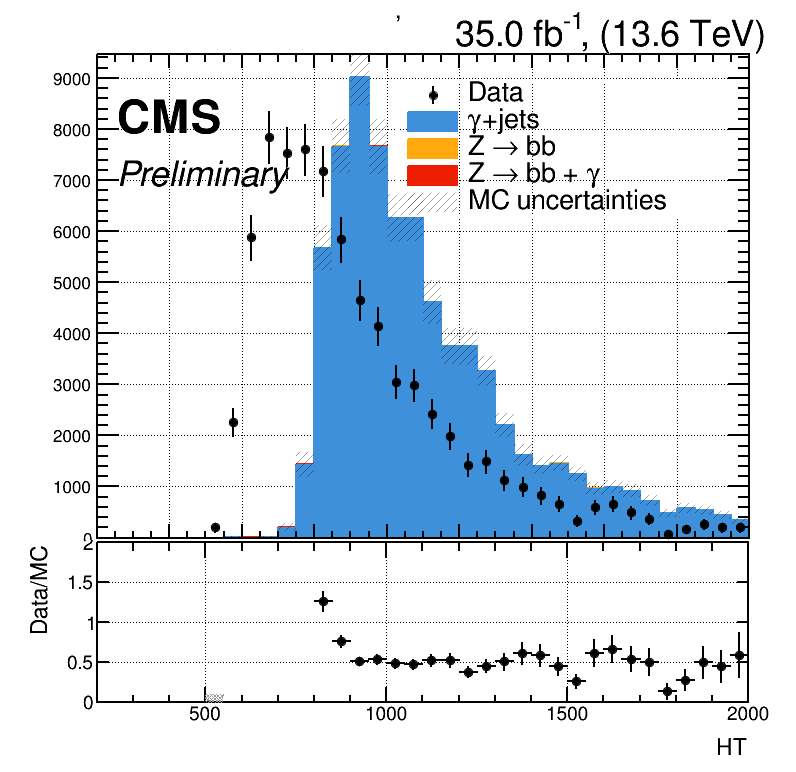 ,
35.0 fb-1, (13.6 TeV)
9000
8000
7000
6000
5000
4000
3000
2000
1000
0
CMS
Preliminary
Data
γ+jets
Z → bb
Z → bb + γ
MC uncertainties
Data/MC
2
1.5
1
0.5
0
500
1000
1500
2000
HT